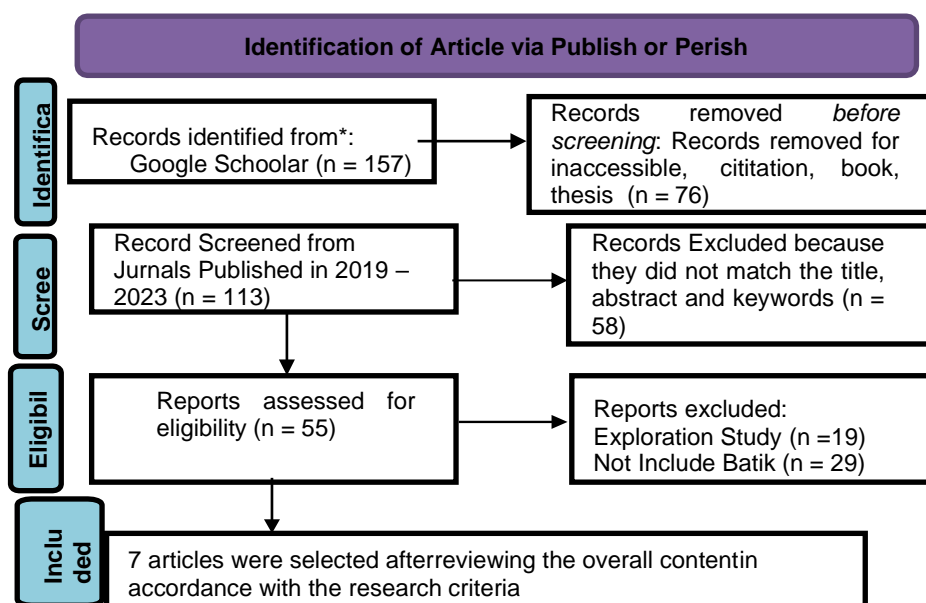 Identification of Article via Publish or Perish
Identifica
Records identified from*:
Google Schoolar (n = 157)
Records removed before
screening: Records removed for
inaccessible, cititation, book,
thesis (n = 76)
Scree
Record Screened from
Jurnals Published in 2019 –
2023 (n = 113)
Records Excluded because
they did not match the title,
abstract and keywords (n =
58)
Eligibil
Reports assessed for
eligibility (n = 55)
Reports excluded:
Exploration Study (n =19)
Not Include Batik (n = 29)
Inclu
ded
7 articles were selected afterreviewing the overall contentin
accordance with the research criteria